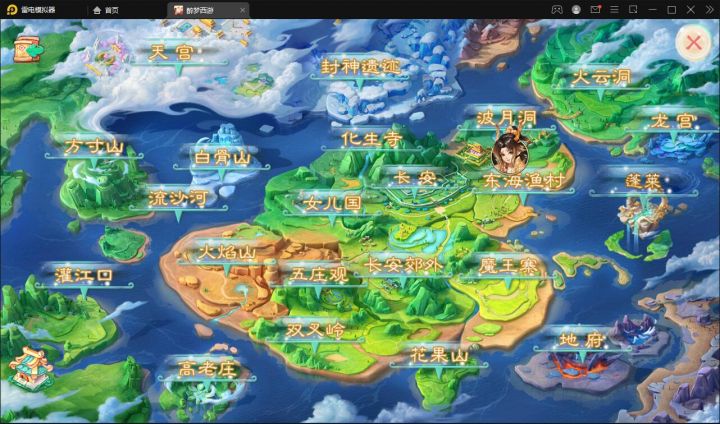 雷电模拟器
首页
醉梦西游
天宫
封神遗迹
火云洞
波月洞
龙宫
化生寺
方寸山
白骨山
长安
东海渔村
蓬莱
流沙河
女儿国
火焰山
灌江口
五庄观
长安郊外
魔王寨
双叉岭
地府
花果山
高老庄